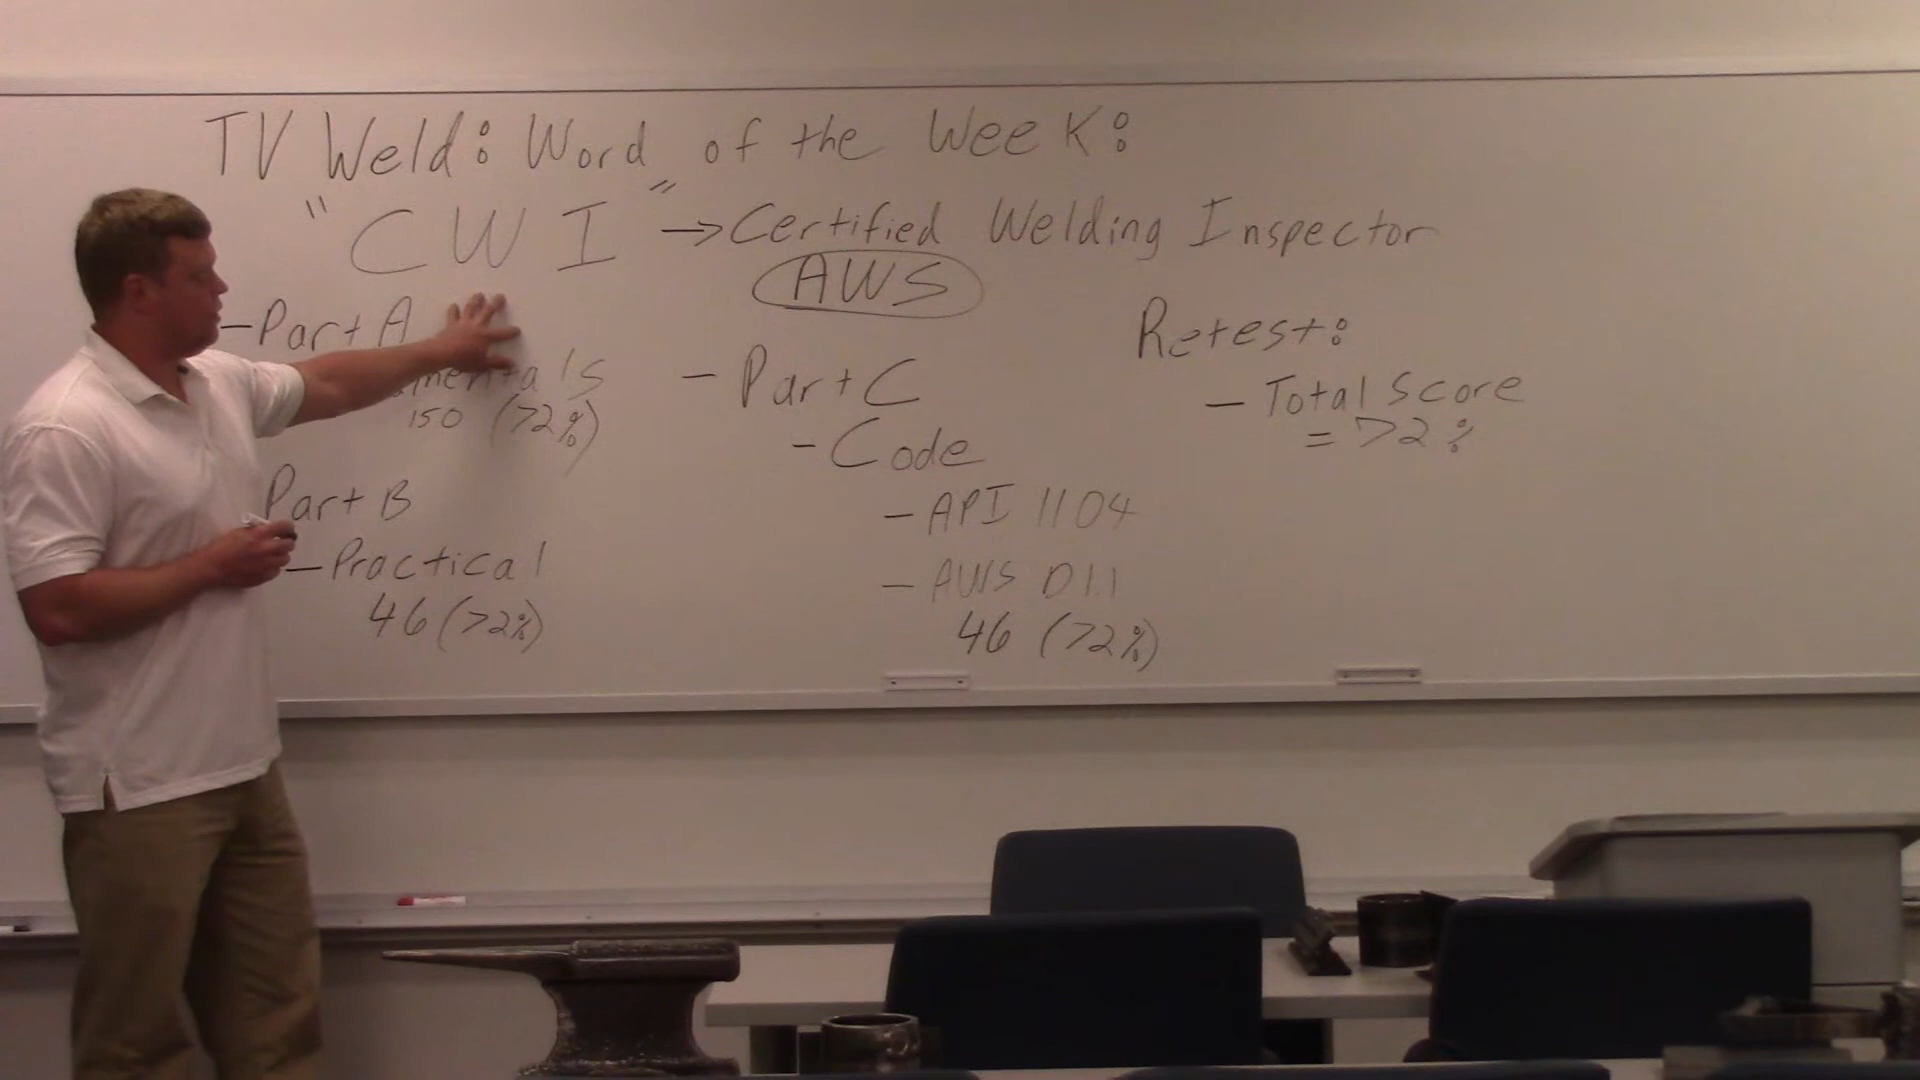 TV Weld: Word of the Week:
"CWI" → Certified Welding Inspector
AWS
- Part A
150 (72%)
Part B
- Practical
46 (72%)
- Part C
- Code
- API 1104
- AWS D1.1
46 (72%)
Retest:
- Total Score
= 72%